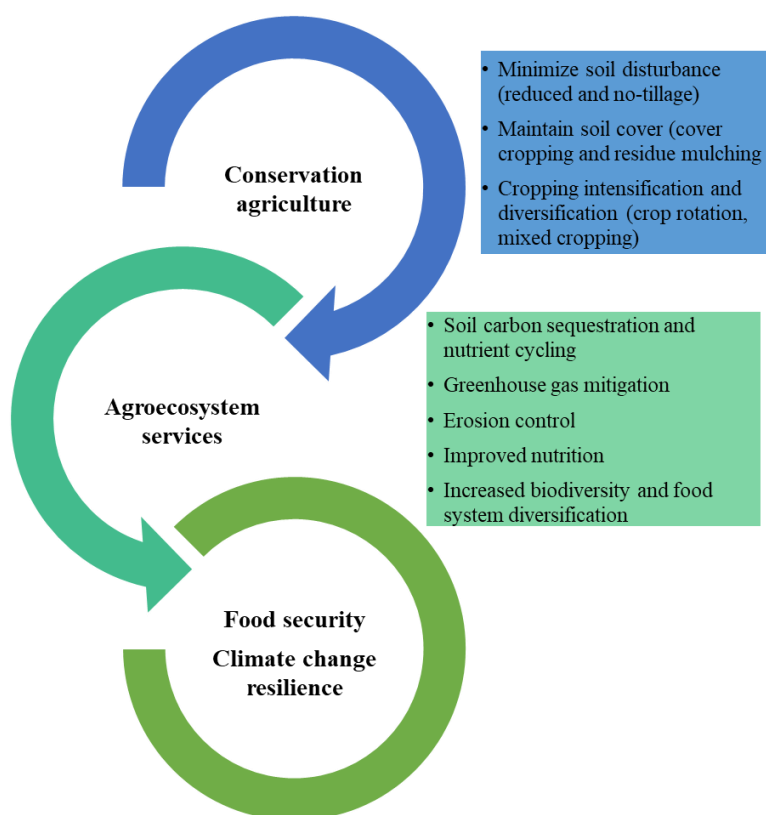 Conservation
agriculture
• Minimize soil disturbance
(reduced and no-tillage)
• Maintain soil cover (cover
cropping and residue mulching
• Cropping intensification and
diversification (crop rotation,
mixed cropping)
Agroecosystem
services
• Soil carbon sequestration and
nutrient cycling
• Greenhouse gas mitigation
• Erosion control
• Improved nutrition
• Increased biodiversity and food
system diversification
Food security
Climate change
resilience